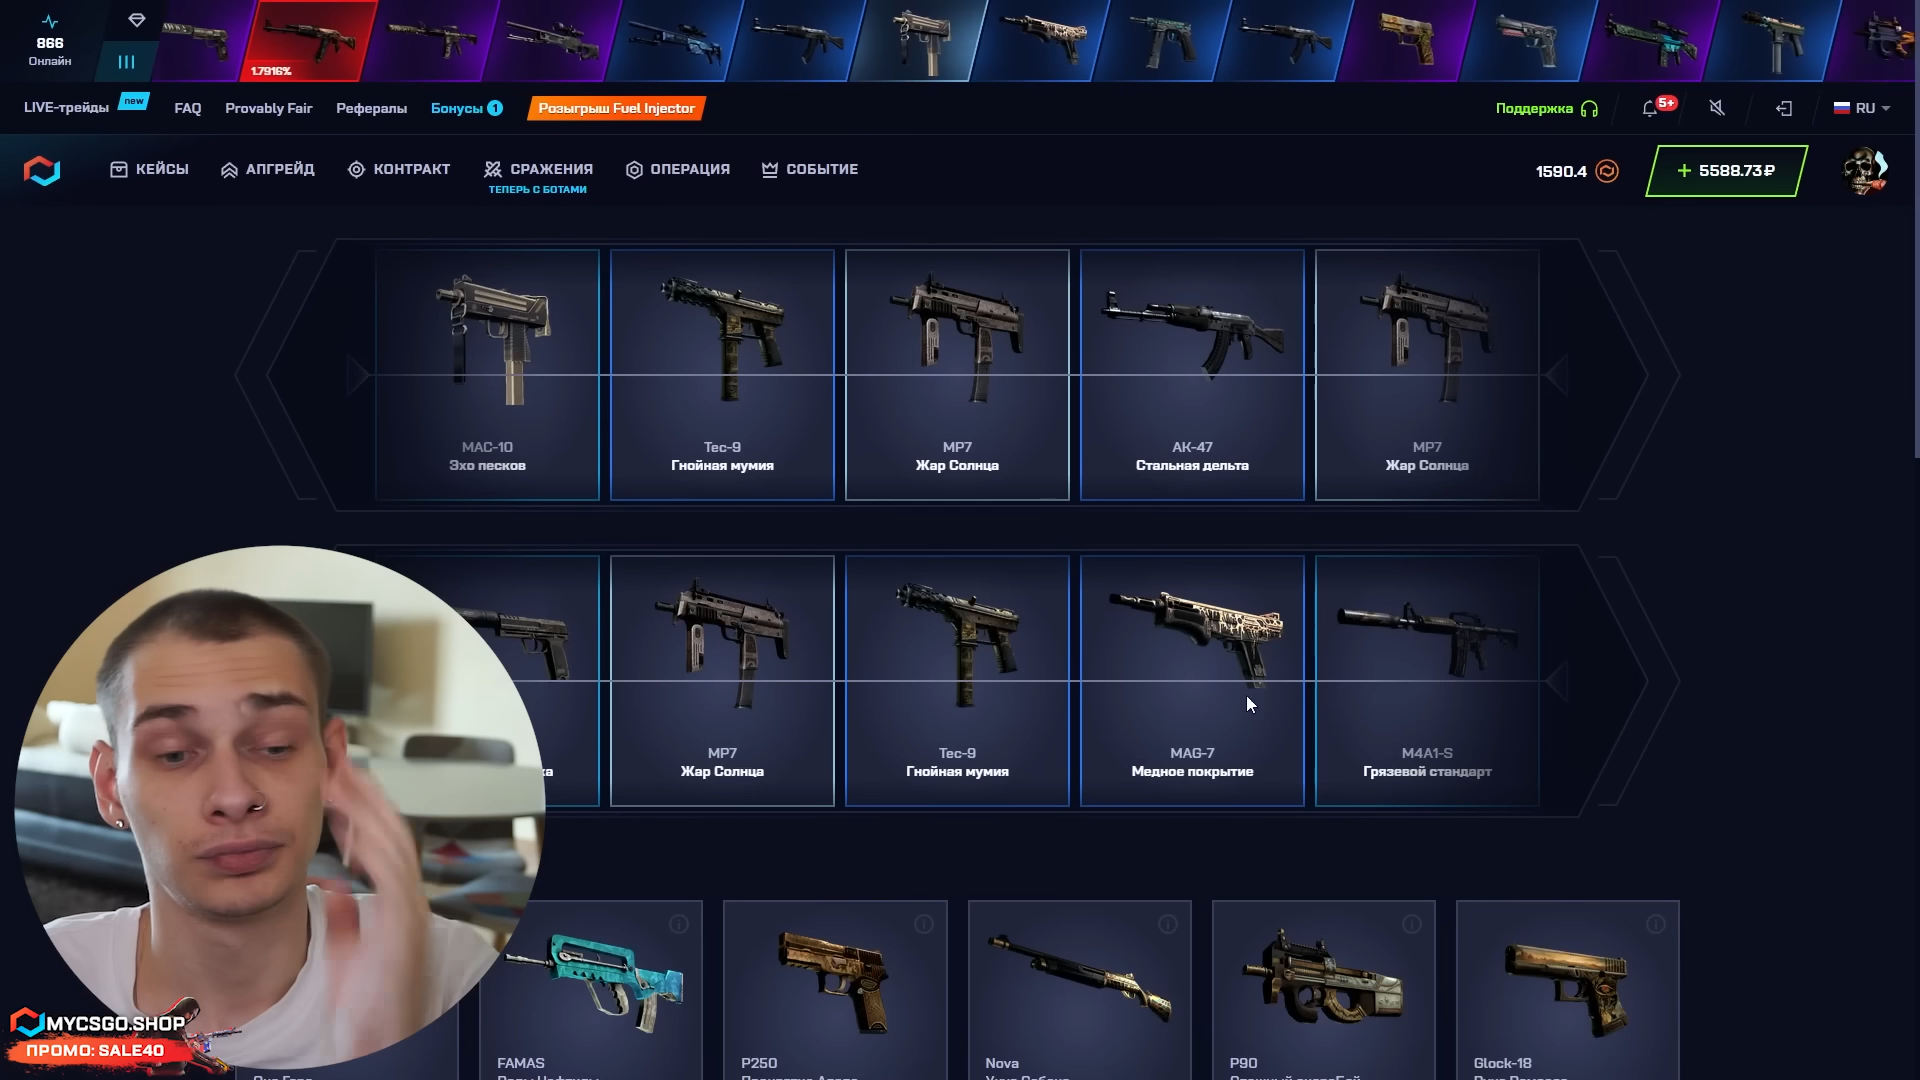 866
Онлайн
1.7916%
LIVE-трейды
new
FAQ
Provably Fair
Рефералы
Бонусы 1
Розыгрыш Fuel Injector
Поддержка
5+
RU
КЕЙСЫ
АПГРЕЙД
КОНТРАКТ
СРАЖЕНИЯ
ТЕПЕРЬ С БОТАМИ
ОПЕРАЦИЯ
СОБЫТИЕ
1590.4
+ 5588.73₽
MAC-10
Эхо песков
Tec-9
Гнойная мумия
MP7
Жар Солнца
AK-47
Стальная дельта
MP7
Жар Солнца
MP7
Жар Солнца
Tec-9
Гнойная мумия
MAG-7
Медное покрытие
M4A1-S
Грязевой стандарт
FAMAS
P250
Nova
P90
Glock-18
MYCSGO.SHOP
ПРОМО: SALE40